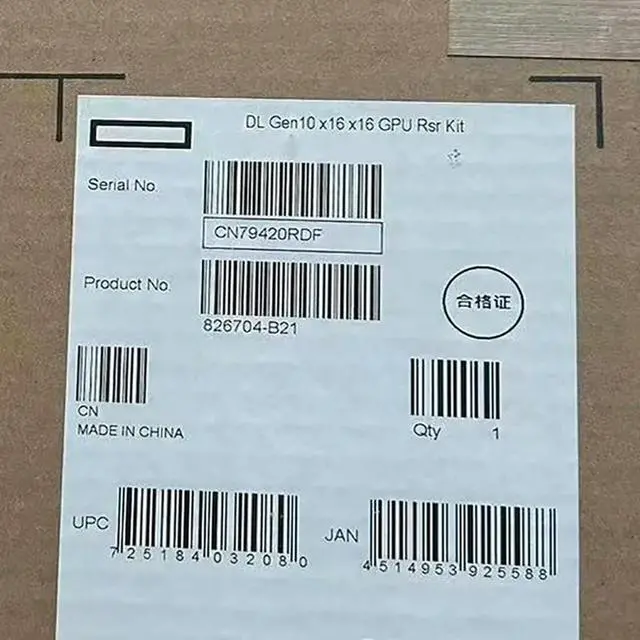 DL Gen10 x16 x16 GPU Rsr Kit
Serial No.
CN79420RDF
Product No.
826704-B21
合格证
CN
MADE IN CHINA
Qty 1
UPC
7 25184 03208 0
JAN
4 514953 925588